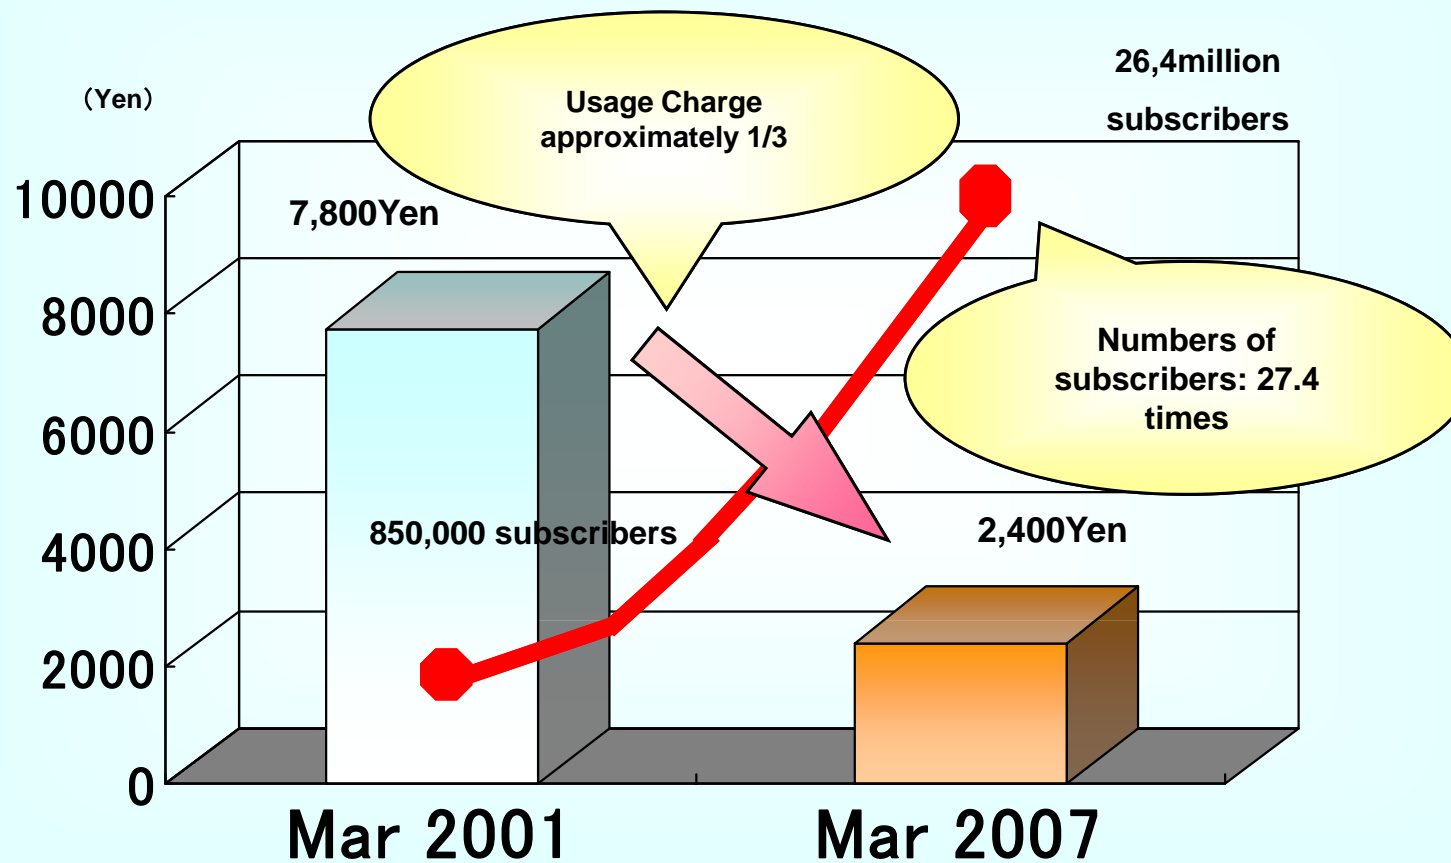 (Yen)
Usage Charge
approximately 1/3
26,4million
subscribers
10000
8000
6000
4000
2000
0
7,800Yen
850,000 subscribers
Numbers of
subscribers: 27.4
times
2,400Yen
Mar 2001
Mar 2007